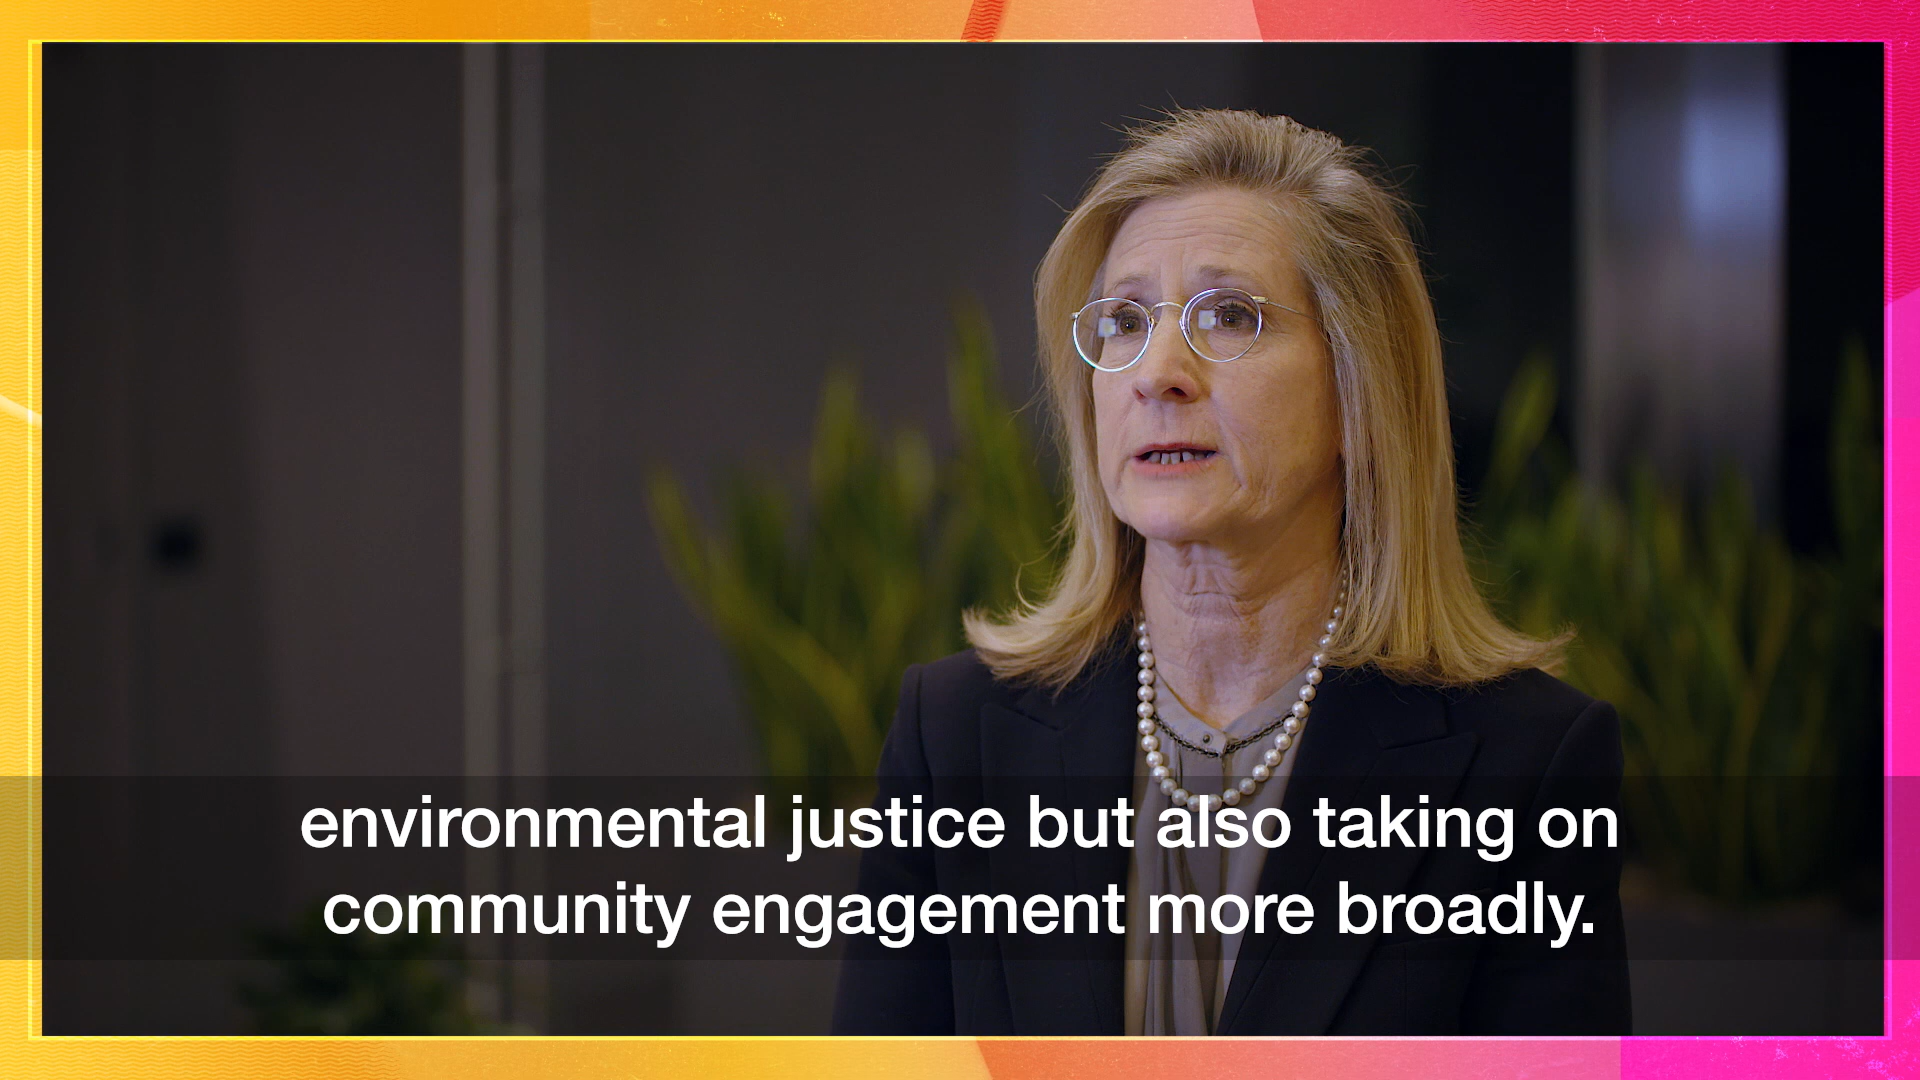 environmental justice but also taking on
community engagement more broadly.